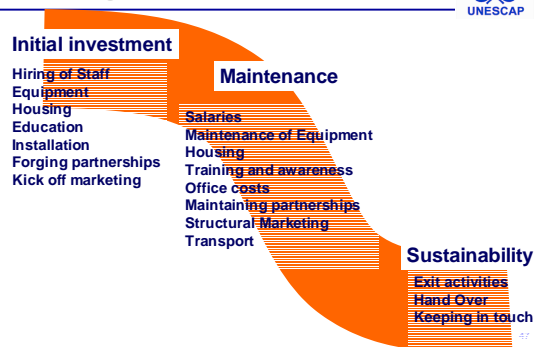 UNESCAP
Initial investment
Hiring of Staff
Equipment
Housing
Education
Installation
Forging partnerships
Kick off marketing
Maintenance
Salaries
Maintenance of Equipment
Housing
Training and awareness
Office costs
Maintaining partnerships
Structural Marketing
Transport
Sustainability
Exit activities
Hand Over
Keeping in touch